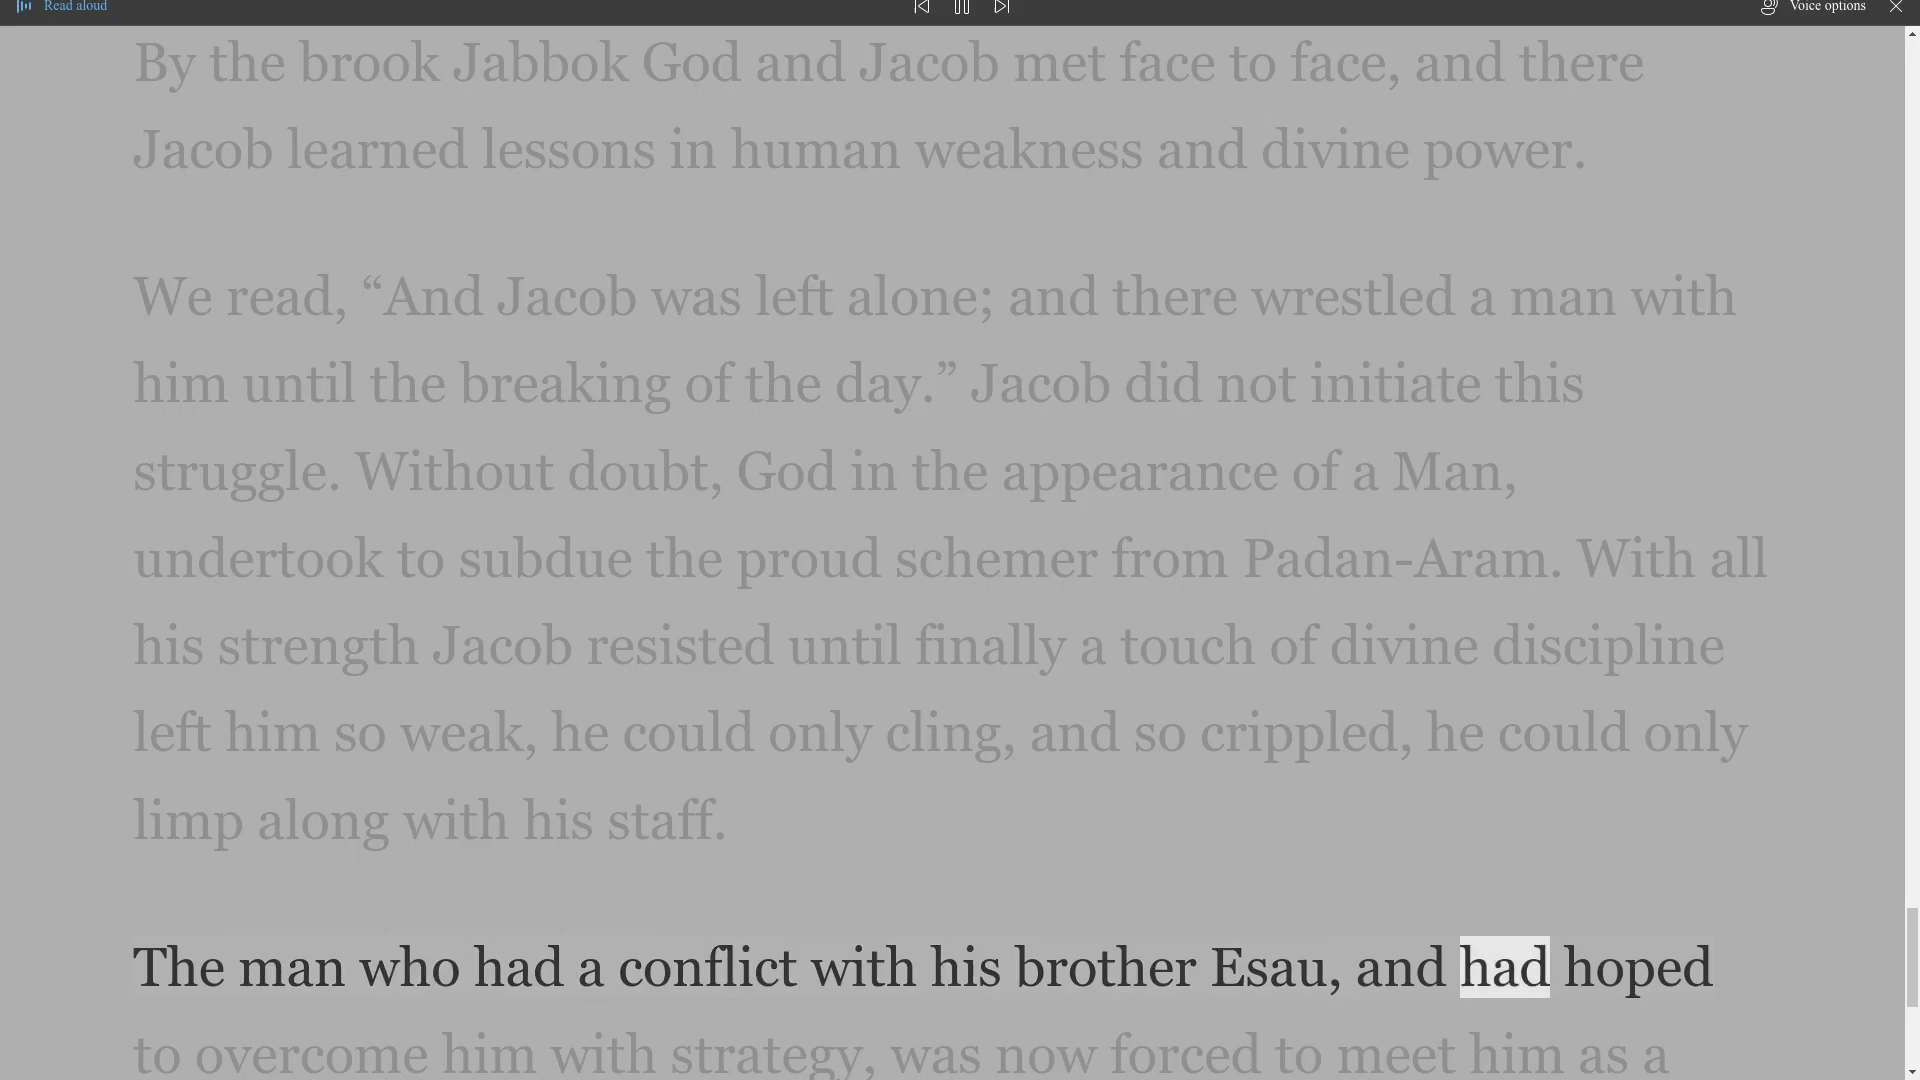 Read aloud
Voice options
By the brook Jabbok God and Jacob met face to face, and there
Jacob learned lessons in human weakness and divine power.
We read, “And Jacob was left alone; and there wrestled a man with
him until the breaking of the day.” Jacob did not initiate this
struggle. Without doubt, God in the appearance of a Man,
undertook to subdue the proud schemer from Padan-Aram. With all
his strength Jacob resisted until finally a touch of divine discipline
left him so weak, he could only cling, and so crippled, he could only
limp along with his staff.
The man who had a conflict with his brother Esau, and had hoped
to overcome him with strategy, was now forced to meet him as a